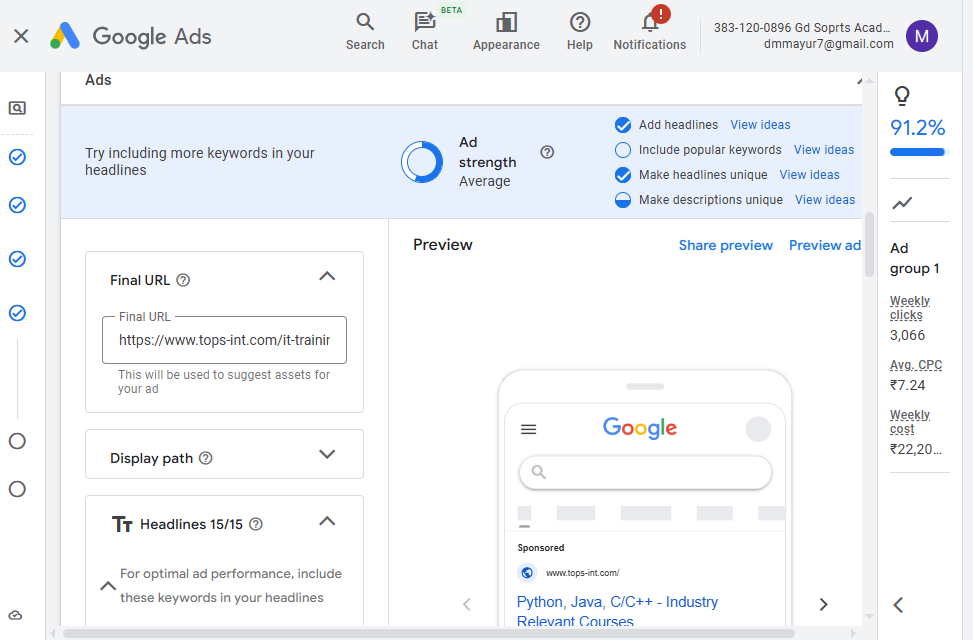 Google Ads
Search
Chat
BETA
Appearance
Help
!
Notifications
383-120-0896 Gd Soprts Acad...
dmmayur7@gmail.com
M
Ads
Try including more keywords in your
headlines
Ad
strength
Average
Add headlines View ideas
Include popular keywords View ideas
Make headlines unique View ideas
Make descriptions unique View ideas
Final URL
Final URL
https://www.tops-int.com/it-trainin
This will be used to suggest assets for
your ad
Display path
Headlines 15/15
For optimal ad performance, include
these keywords in your headlines
Preview
Share preview Preview ad
Google
Sponsored
www.tops-int.com/
Python, Java, C/C++ - Industry
Relevant Courses
91.2%
Ad
group 1
Weekly
clicks
3,066
Avg. CPC
₹7.24
Weekly
cost
₹22,20...